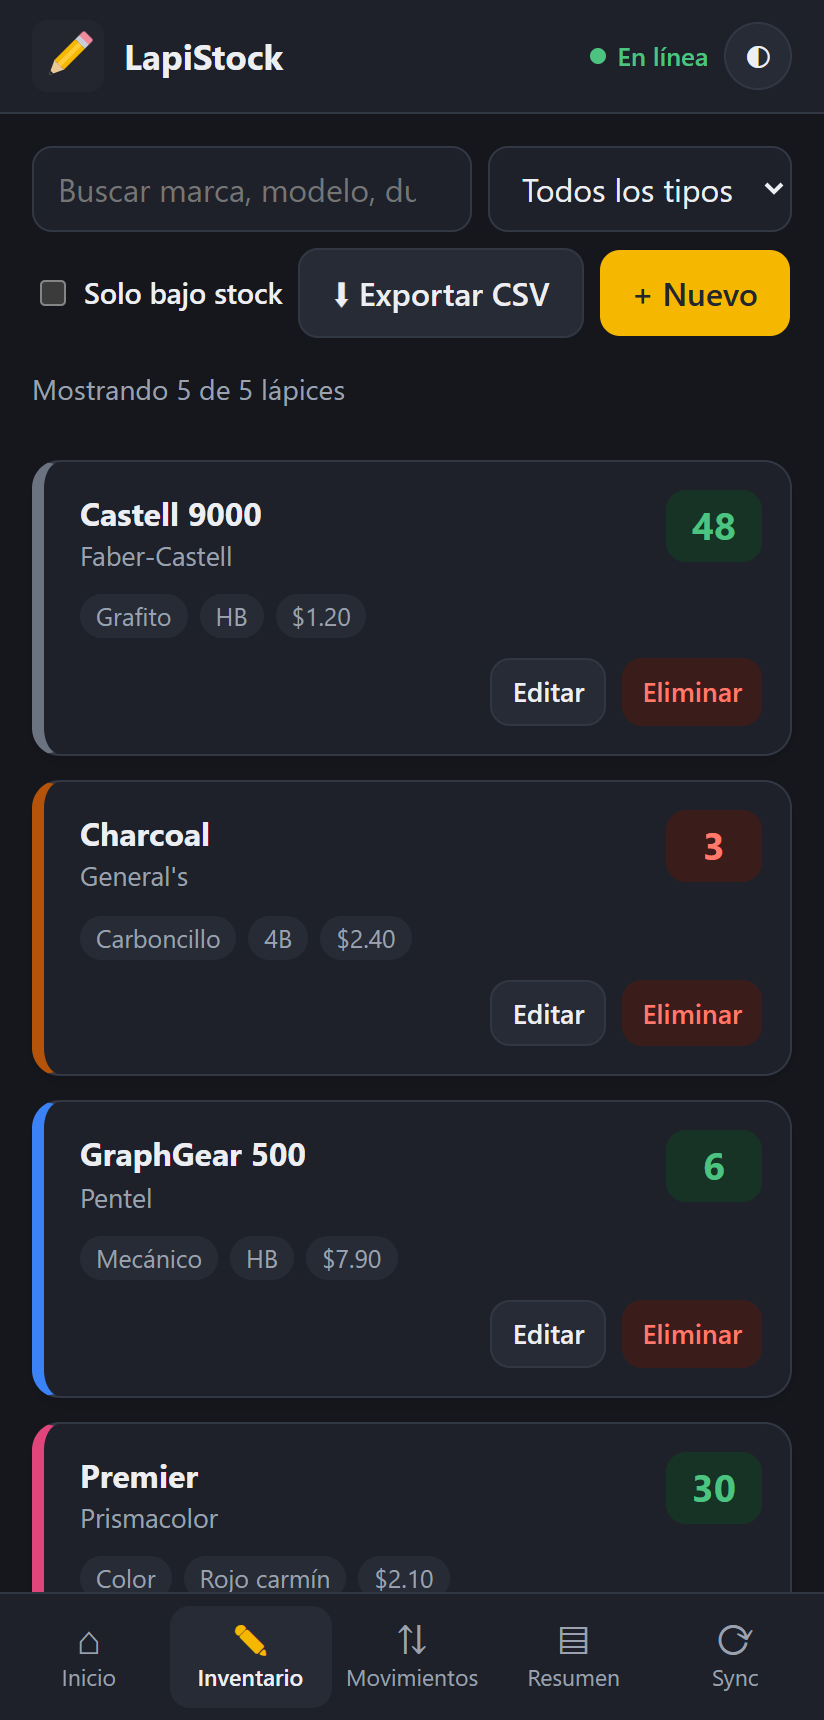 LapiStock
En línea
Buscar marca, modelo, du
Todos los tipos
Solo bajo stock
Exportar CSV
+ Nuevo
Mostrando 5 de 5 lápices
Castell 9000
48
Faber-Castell
Grafito HB $1.20
Editar Eliminar
Charcoal
3
General's
Carboncillo 4B $2.40
Editar Eliminar
GraphGear 500
6
Pentel
Mecánico HB $7.90
Editar Eliminar
Premier
30
Prismacolor
Color Rojo carmín $2.10
Inicio Inventario Movimientos Resumen Sync